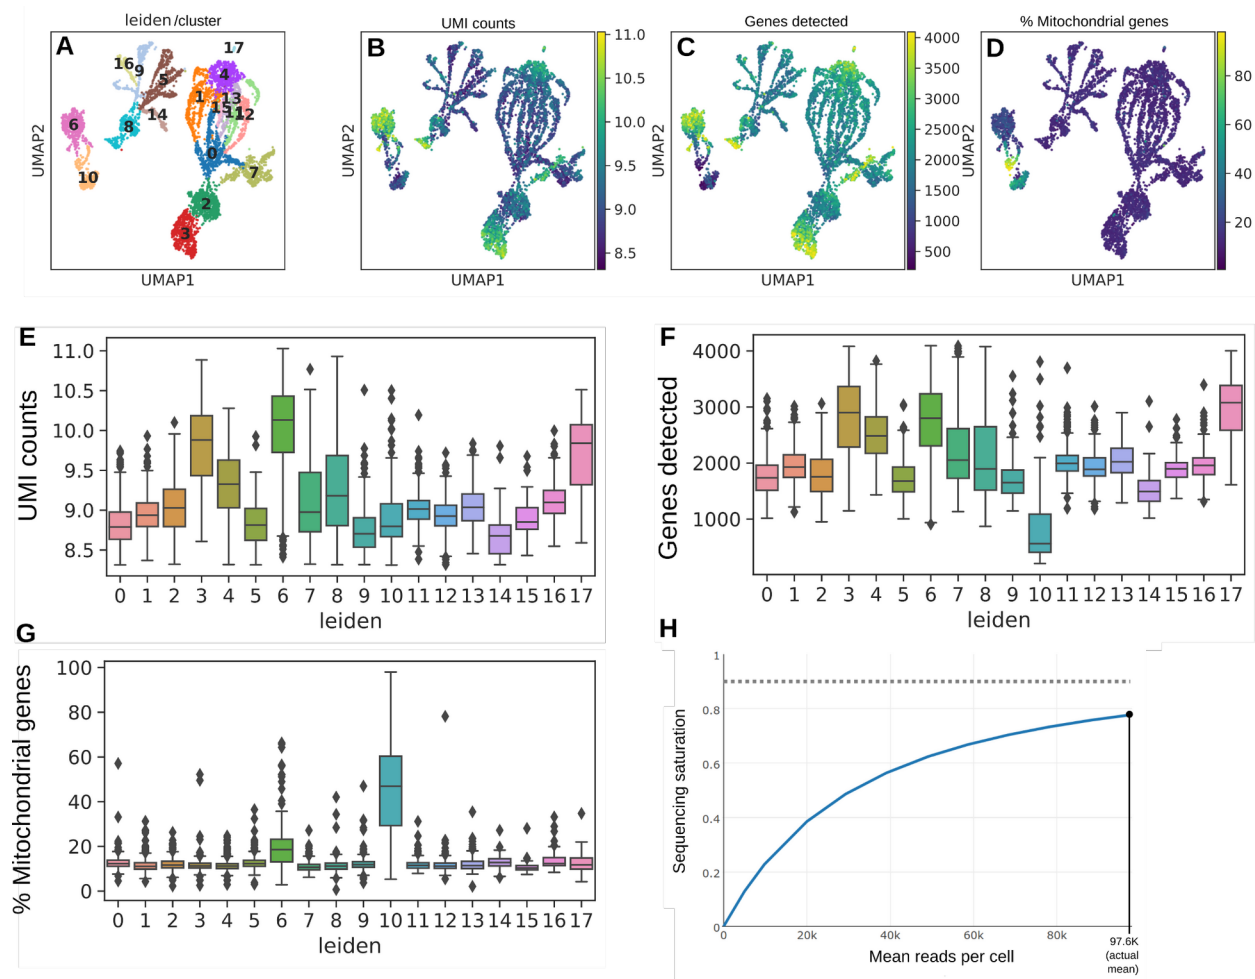 leiden/cluster
UMI counts
Genes detected
% Mitochondrial genes
A
17
16
9
5
4
1
13
15
11
12
14
6
8
0
10
7
2
3
UMAP2
UMAP1
B
UMAP2
UMAP1
11.0
10.5
10.0
9.5
9.0
8.5
C
UMAP2
UMAP1
4000
3500
3000
2500
2000
1500
1000
500
D
UMAP2
UMAP1
80
60
40
20
E
UMI counts
11.0
10.5
10.0
9.5
9.0
8.5
0 1 2 3 4 5 6 7 8 9 10 11 12 13 14 15 16 17
leiden
F
Genes detected
4000
3000
2000
1000
0 1 2 3 4 5 6 7 8 9 10 11 12 13 14 15 16 17
leiden
G
% Mitochondrial genes
100
80
60
40
20
0
0 1 2 3 4 5 6 7 8 9 10 11 12 13 14 15 16 17
leiden
H
Sequencing saturation
1
0.8
0.6
0.4
0.2
0
0 20k 40k 60k 80k
97.6K
(actual
mean)
Mean reads per cell